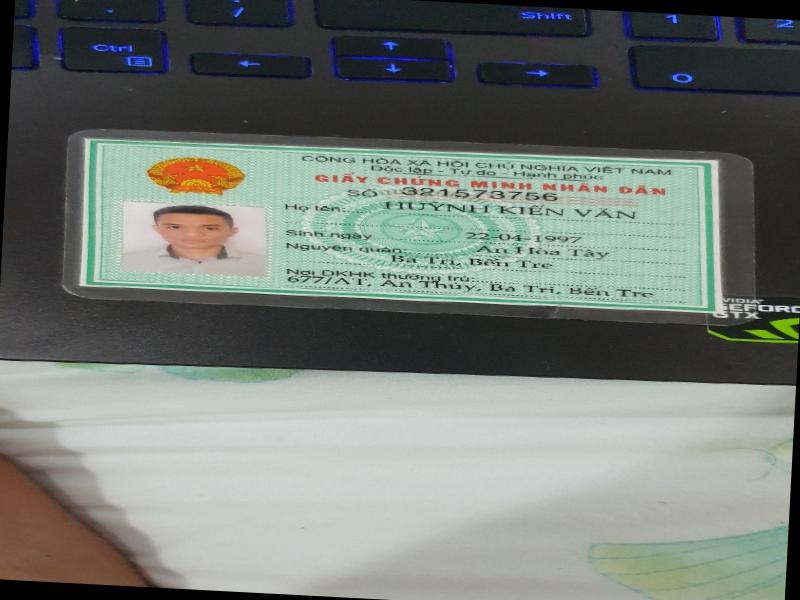 Shift
1
2
Ctrl
0
CỘNG HÒA XÃ HỘI CHỦ NGHĨA VIỆT NAM
Độc lập - Tự do - Hạnh phúc
GIẤY CHỨNG MINH NHÂN DÂN
SỐ 321573756
Họ tên: HUỲNH KIẾN VĂN
Sinh ngày 22-04-1997
Nguyên quán: An Hòa Tây
Ba Tri, Bến Tre
Nơi ĐKHK thường trú:
677/AT, An Thủy, Ba Tri, Bến Tre
NVIDIA
GEFORC
GTX